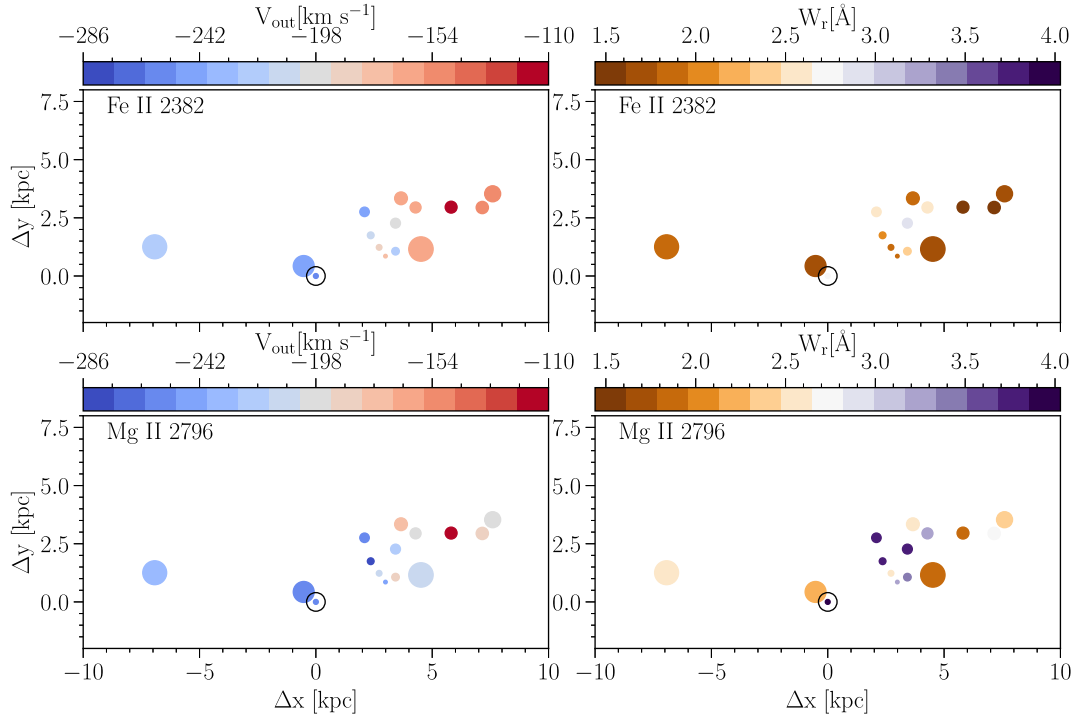 V_out[km s^−1] W_r[Å]
−286 −242 −198 −154 −110 1.5 2.0 2.5 3.0 3.5 4.0
Fe II 2382 Fe II 2382
7.5
5.0
2.5
0.0
Δy [kpc]
V_out[km s^−1] W_r[Å]
−286 −242 −198 −154 −110 1.5 2.0 2.5 3.0 3.5 4.0
Mg II 2796 Mg II 2796
7.5
5.0
2.5
0.0
Δy [kpc]
−10 −5 0 5 10 −10 −5 0 5 10
Δx [kpc] Δx [kpc]